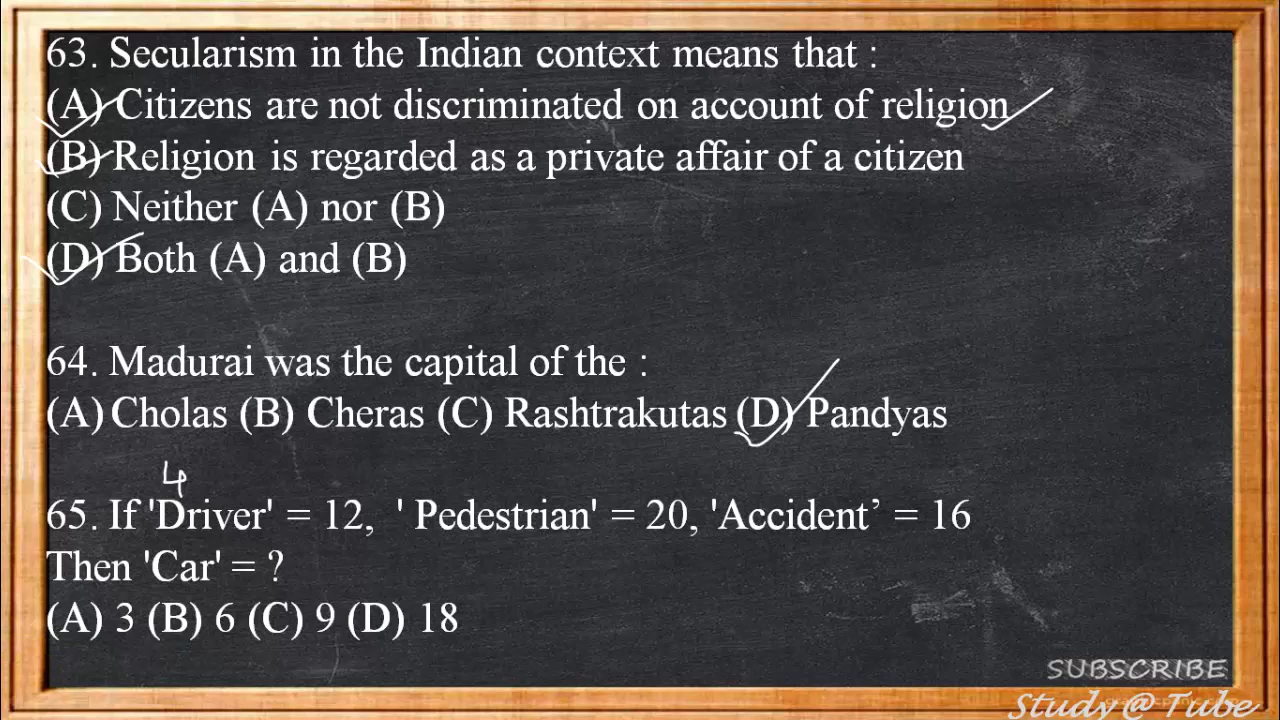 63. Secularism in the Indian context means that :
(A) Citizens are not discriminated on account of religion
(B) Religion is regarded as a private affair of a citizen
(C) Neither (A) nor (B)
(D) Both (A) and (B)
64. Madurai was the capital of the :
(A) Cholas (B) Cheras (C) Rashtrakutas (D) Pandyas
65. If 'Driver' = 12, ' Pedestrian' = 20, 'Accident’ = 16
Then 'Car' = ?
(A) 3 (B) 6 (C) 9 (D) 18
SUBSCRIBE
Study@Tube